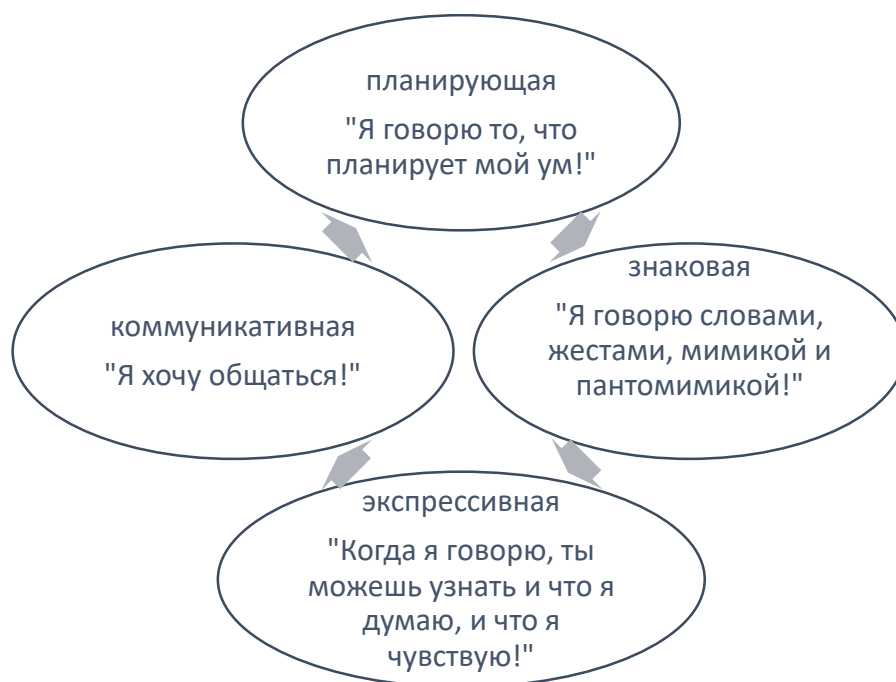 планирующая
"Я говорю то, что
планирует мой ум!"
знаковая
"Я говорю словами,
жестами, мимикой и
пантомимикой!"
коммуникативная
"Я хочу общаться!"
экспрессивная
"Когда я говорю, ты
можешь узнать и что я
думаю, и что я
чувствую!"